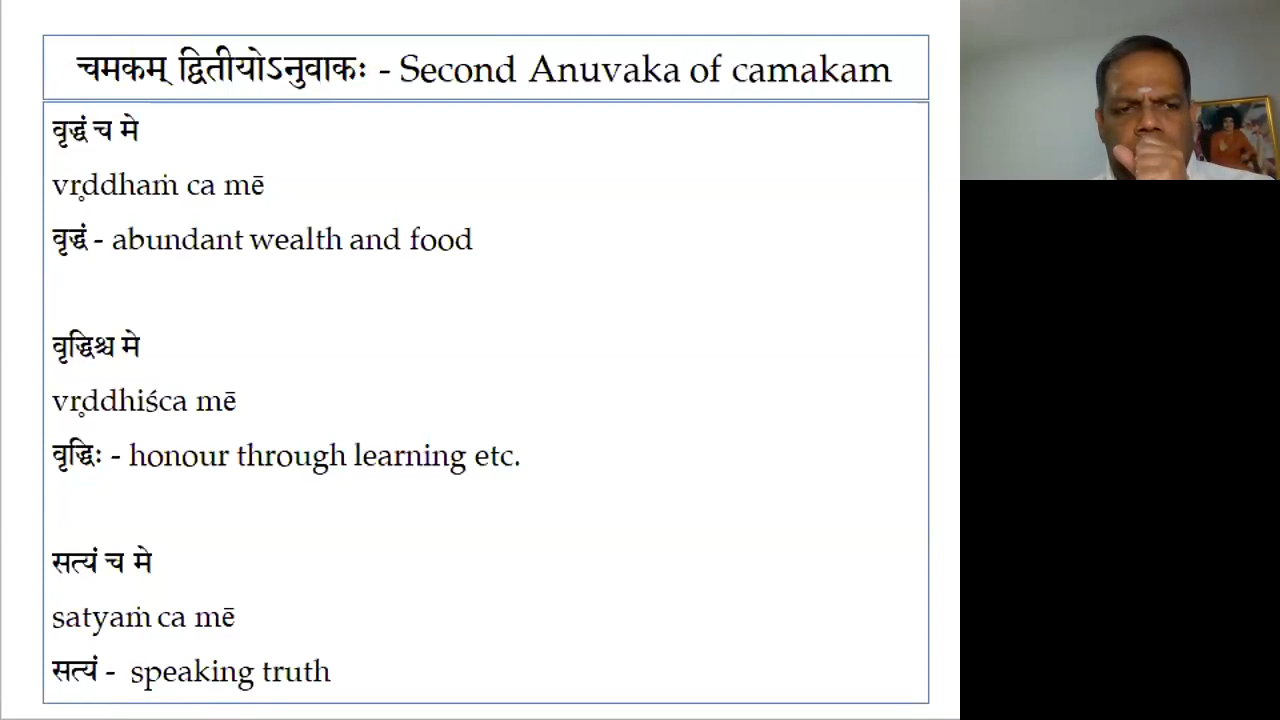 चमकम् द्वितीयोऽनुवाकः - Second Anuvaka of camakam
वृद्धं च मे
vr̥ddhaṁ ca mē
वृद्धं - abundant wealth and food
वृद्धिश्च मे
vr̥ddhiśca mē
वृद्धिः - honour through learning etc.
सत्यं च मे
satyaṁ ca mē
सत्यं - speaking truth